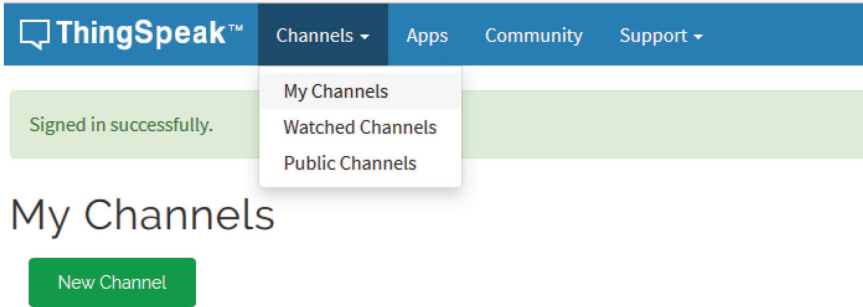 ThingSpeak™ Channels Apps Community Support
My Channels
Watched Channels
Public Channels
Signed in successfully.
My Channels
New Channel